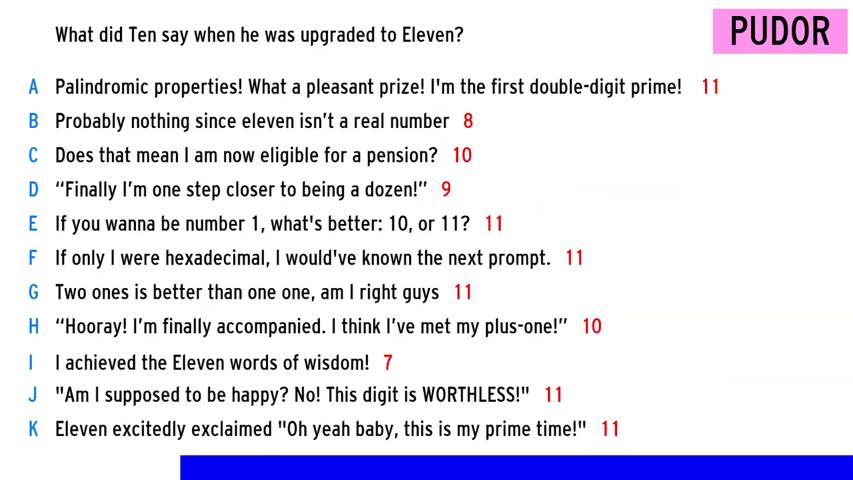 What did Ten say when he was upgraded to Eleven?
PUDOR
A Palindromic properties! What a pleasant prize! I'm the first double-digit prime! 11
B Probably nothing since eleven isn’t a real number 8
C Does that mean I am now eligible for a pension? 10
D “Finally I’m one step closer to being a dozen!” 9
E If you wanna be number 1, what's better: 10, or 11? 11
F If only I were hexadecimal, I would've known the next prompt. 11
G Two ones is better than one one, am I right guys 11
H “Hooray! I’m finally accompanied. I think I’ve met my plus-one!” 10
I I achieved the Eleven words of wisdom! 7
J "Am I supposed to be happy? No! This digit is WORTHLESS!" 11
K Eleven excitedly exclaimed "Oh yeah baby, this is my prime time!" 11